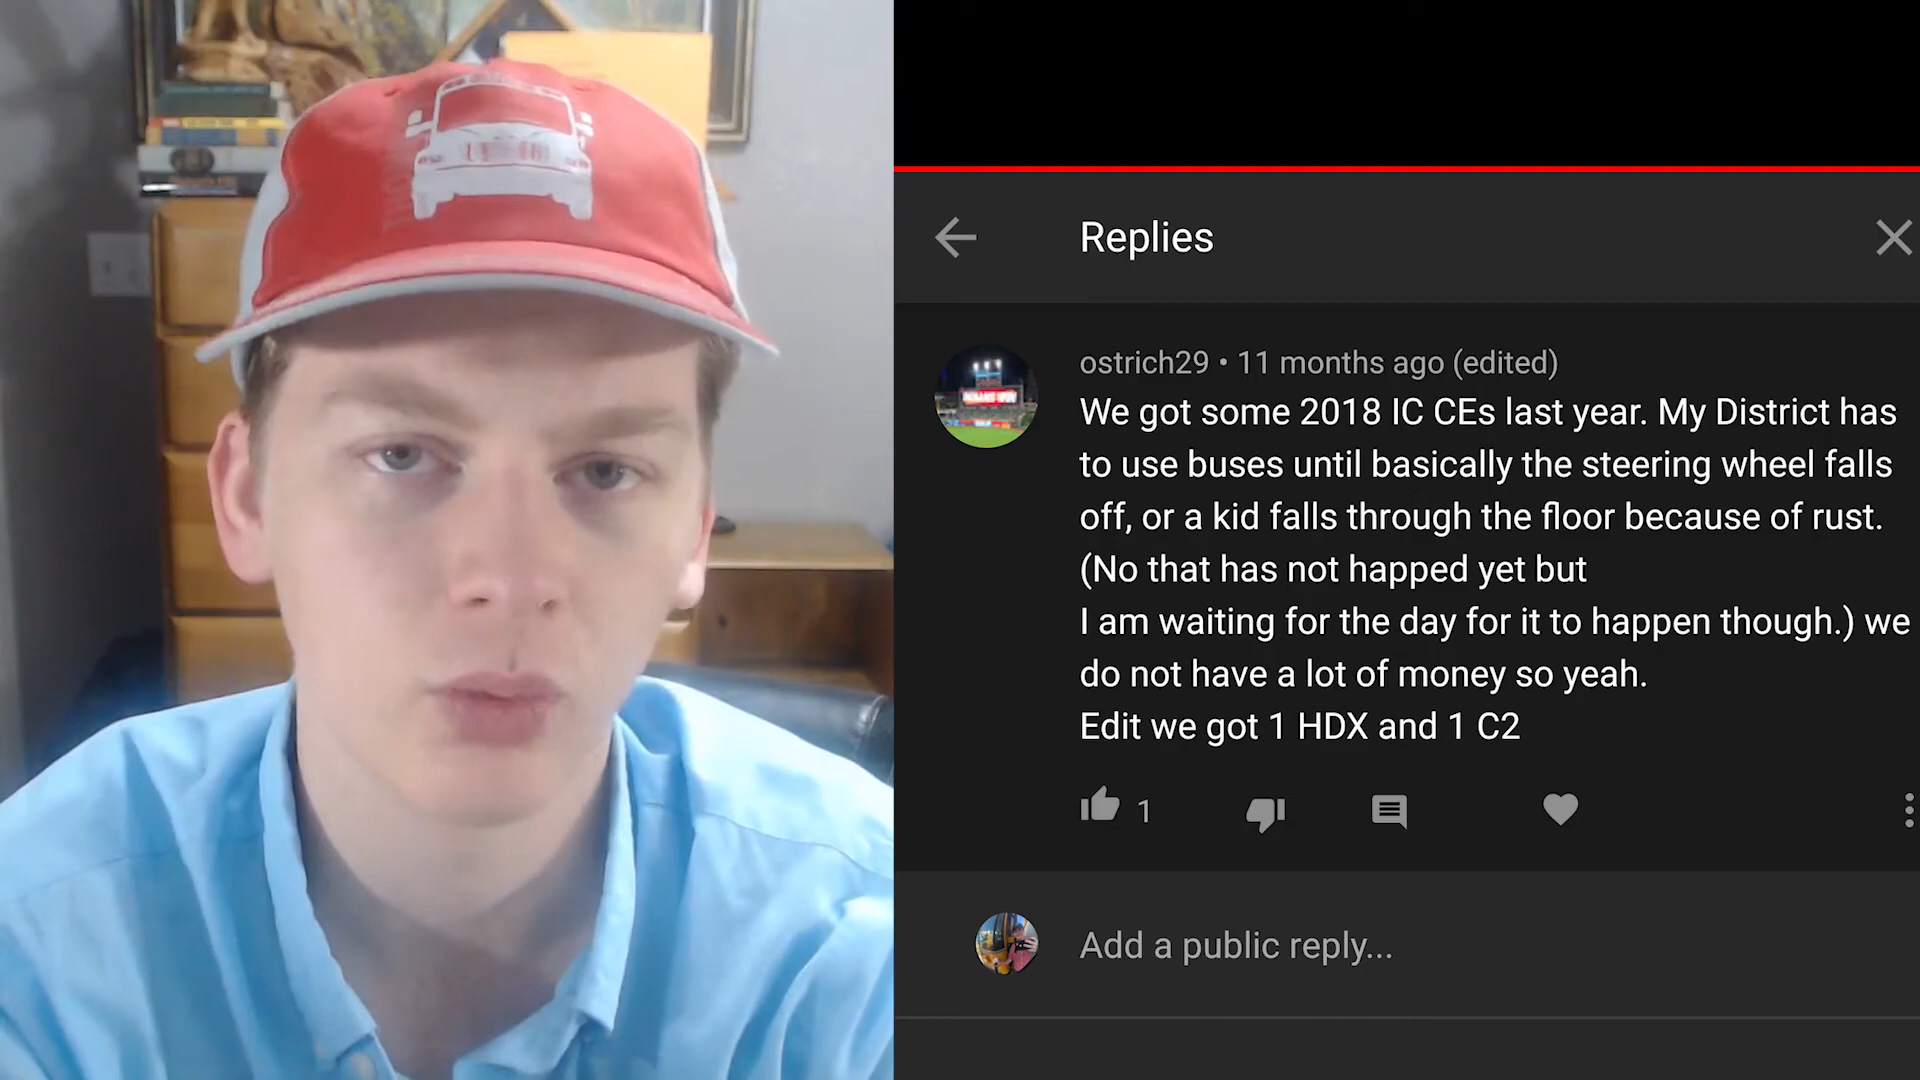 Replies
ostrich29 • 11 months ago (edited)
We got some 2018 IC CEs last year. My District has
to use buses until basically the steering wheel falls
off, or a kid falls through the floor because of rust.
(No that has not happed yet but
I am waiting for the day for it to happen though.) we
do not have a lot of money so yeah.
Edit we got 1 HDX and 1 C2
1
Add a public reply...